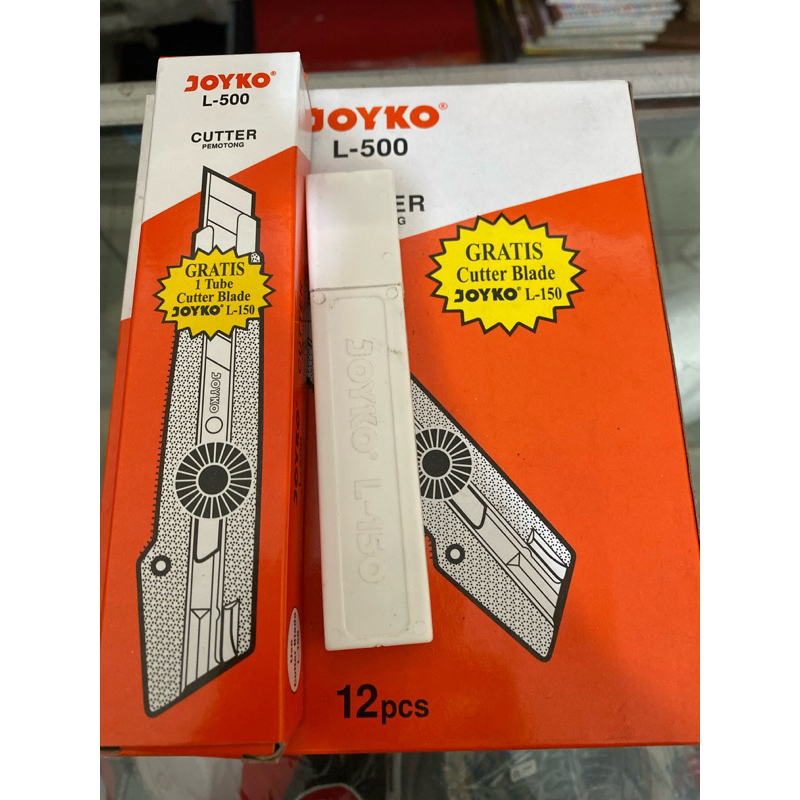 JOYKO®
L-500
CUTTER
PEMOTONG
GRATIS
1 Tube
Cutter Blade
JOYKO® L-150
JOYKO
JOYKO®
L-500
ER
G
GRATIS
Cutter Blade
JOYKO® L-150
12pcs
JOYKO® L-150